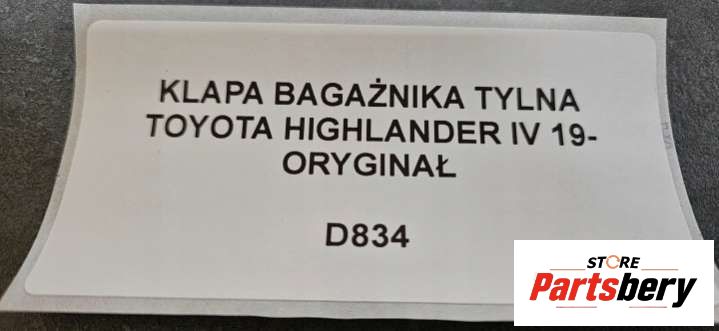 KLAPA BAGAŻNIKA TYLNA
TOYOTA HIGHLANDER IV 19-
ORYGINAŁ
D834
STORE
Partsbery